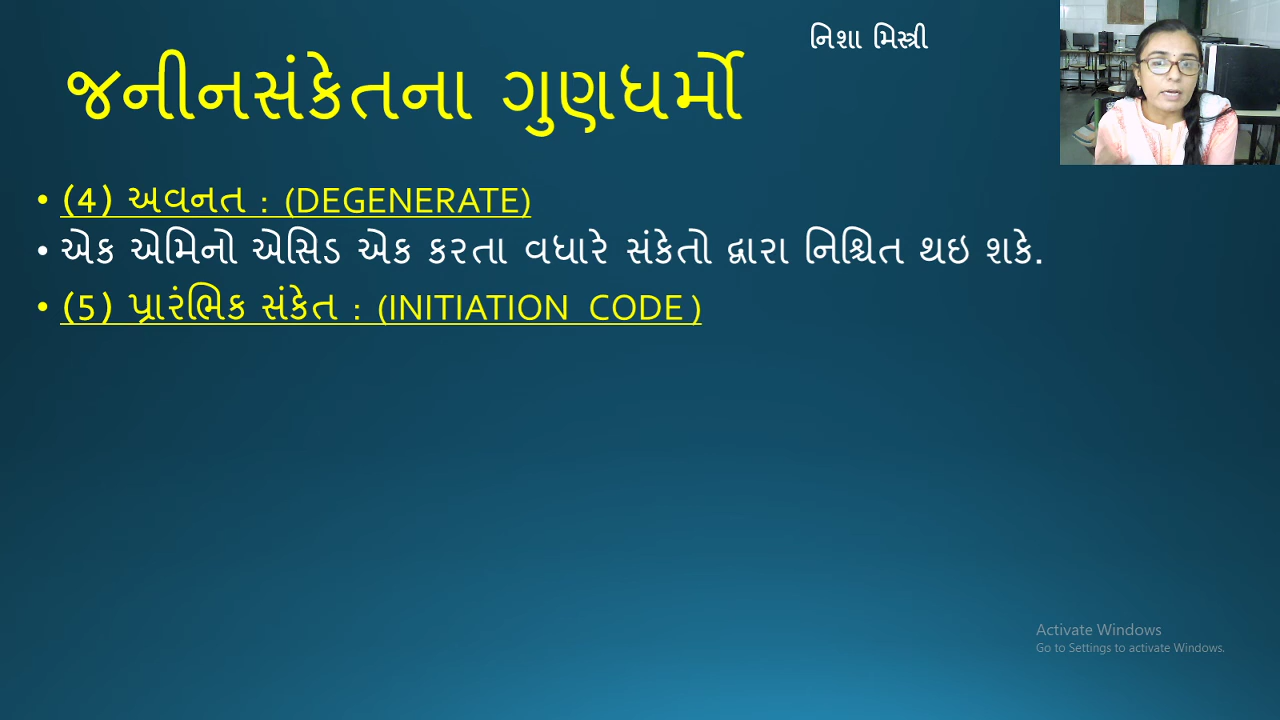 નિશા મિસ્ત્રી
જનીનસંકેતના ગુણધર્મો
• (4) અવનત : (DEGENERATE)
• એક એમિનો એસિડ એક કરતા વધારે સંકેતો દ્વારા નિશ્ચિત થઇ શકે.
• (5) પ્રારંભિક સંકેત : (INITIATION CODE )
Activate Windows
Go to Settings to activate Windows.